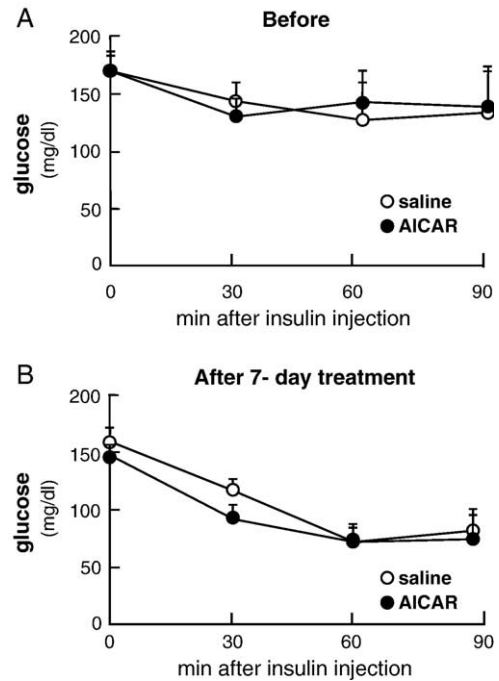 A
Before
200
150
100
50
0
glucose
(mg/dl)
saline
AICAR
0 30 60 90
min after insulin injection
B
After 7- day treatment
200
150
100
50
0
glucose
(mg/dl)
saline
AICAR
0 30 60 90
min after insulin injection